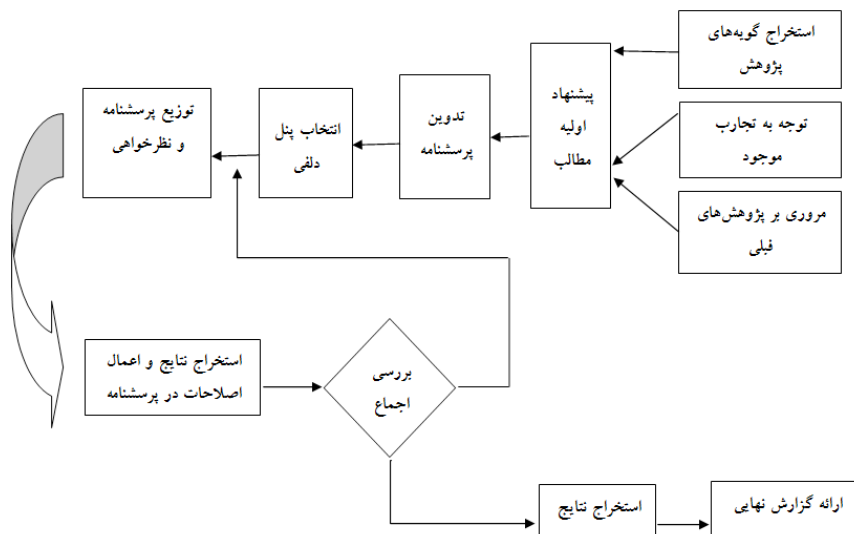 استخراج گویه‌های
پژوهش
توجه به تجارب
موجود
مروری بر پژوهش‌های
قبلی
پیشنهاد
اولیه
مطالب
تدوین
پرسشنامه
انتخاب پنل
دلفی
توزیع پرسشنامه
و نظرخواهی
استخراج نتایج و اعمال
اصلاحات در پرسشنامه
بررسی
اجماع
استخراج نتایج
ارائه گزارش نهایی